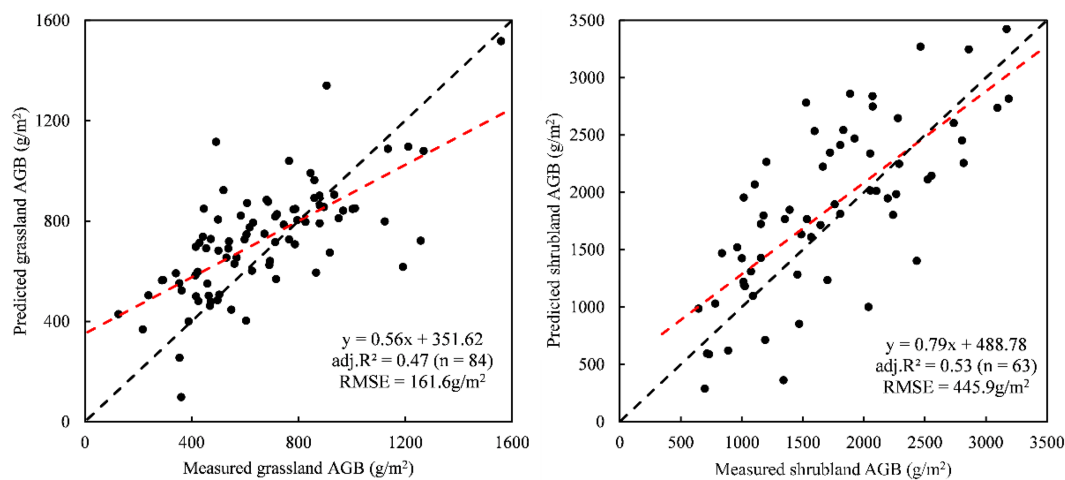 1600
1200
800
400
0
Predicted grassland AGB (g/m²)
y = 0.56x + 351.62
adj.R² = 0.47 (n = 84)
RMSE = 161.6g/m²
0 400 800 1200 1600
Measured grassland AGB (g/m²)
3500
3000
2500
2000
1500
1000
500
0
Predicted shrubland AGB (g/m²)
y = 0.79x + 488.78
adj.R² = 0.53 (n = 63)
RMSE = 445.9g/m²
0 500 1000 1500 2000 2500 3000 3500
Measured shrubland AGB (g/m²)